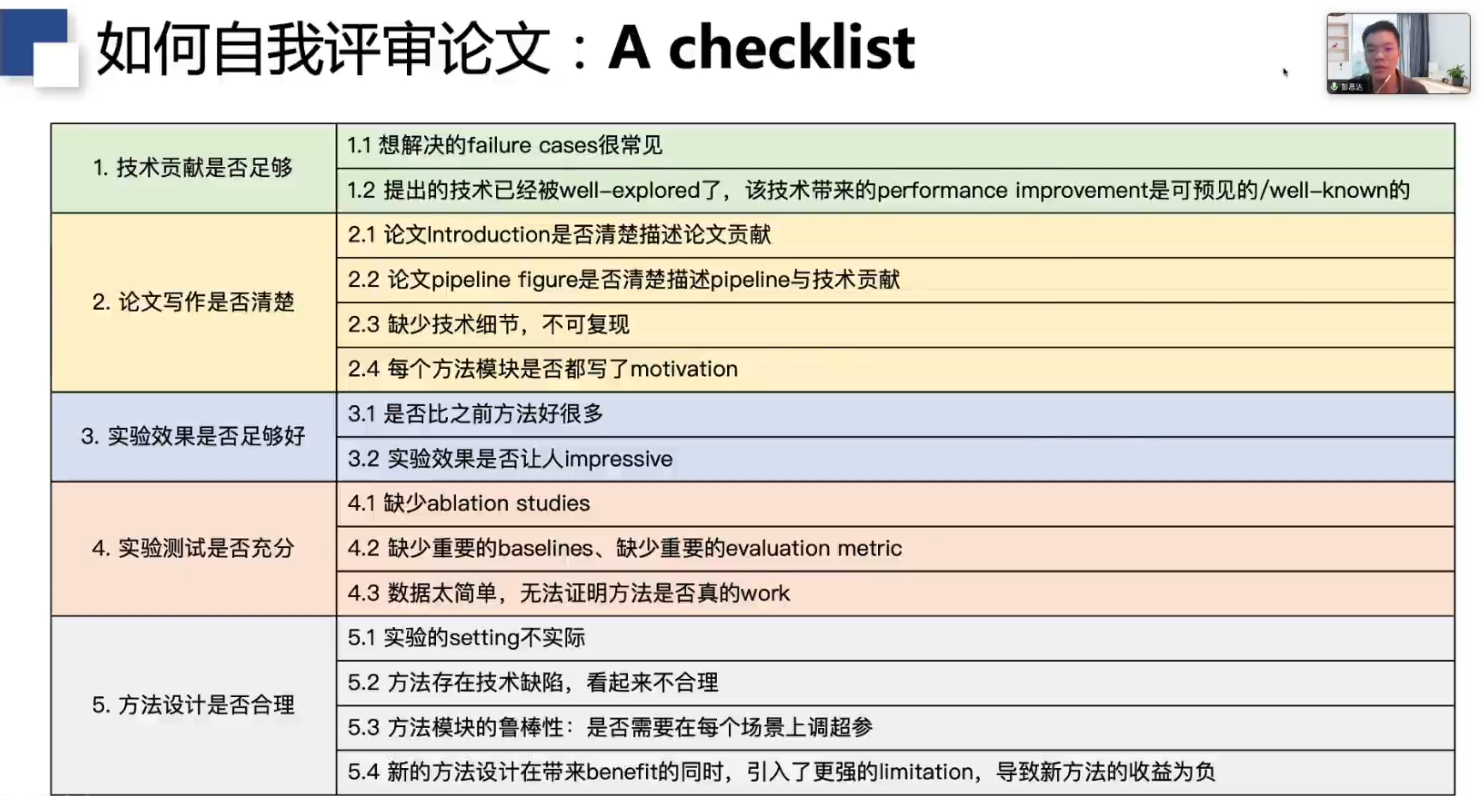 如何自我评审论文：A checklist
彭思达
1. 技术贡献是否足够
1.1 想解决的failure cases很常见
1.2 提出的技术已经被well-explored了，该技术带来的performance improvement是可预见的/well-known的
2. 论文写作是否清楚
2.1 论文Introduction是否清楚描述论文贡献
2.2 论文pipeline figure是否清楚描述pipeline与技术贡献
2.3 缺少技术细节，不可复现
2.4 每个方法模块是否都写了motivation
3. 实验效果是否足够好
3.1 是否比之前方法好很多
3.2 实验效果是否让人impressive
4. 实验测试是否充分
4.1 缺少ablation studies
4.2 缺少重要的baselines、缺少重要的evaluation metric
4.3 数据太简单，无法证明方法是否真的work
5. 方法设计是否合理
5.1 实验的setting不实际
5.2 方法存在技术缺陷，看起来不合理
5.3 方法模块的鲁棒性：是否需要在每个场景上调超参
5.4 新的方法设计在带来benefit的同时，引入了更强的limitation，导致新方法的收益为负